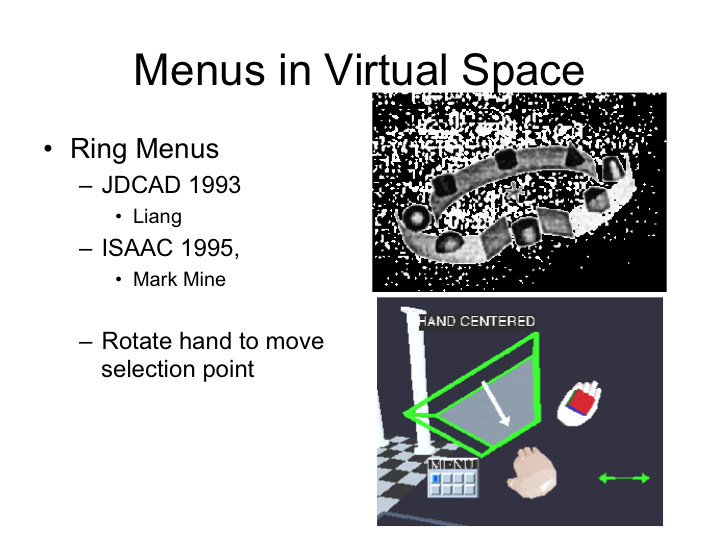 Menus in Virtual Space
• Ring Menus
– JDCAD 1993
• Liang
– ISAAC 1995,
• Mark Mine
– Rotate hand to move
selection point
HAND CENTERED
MENU